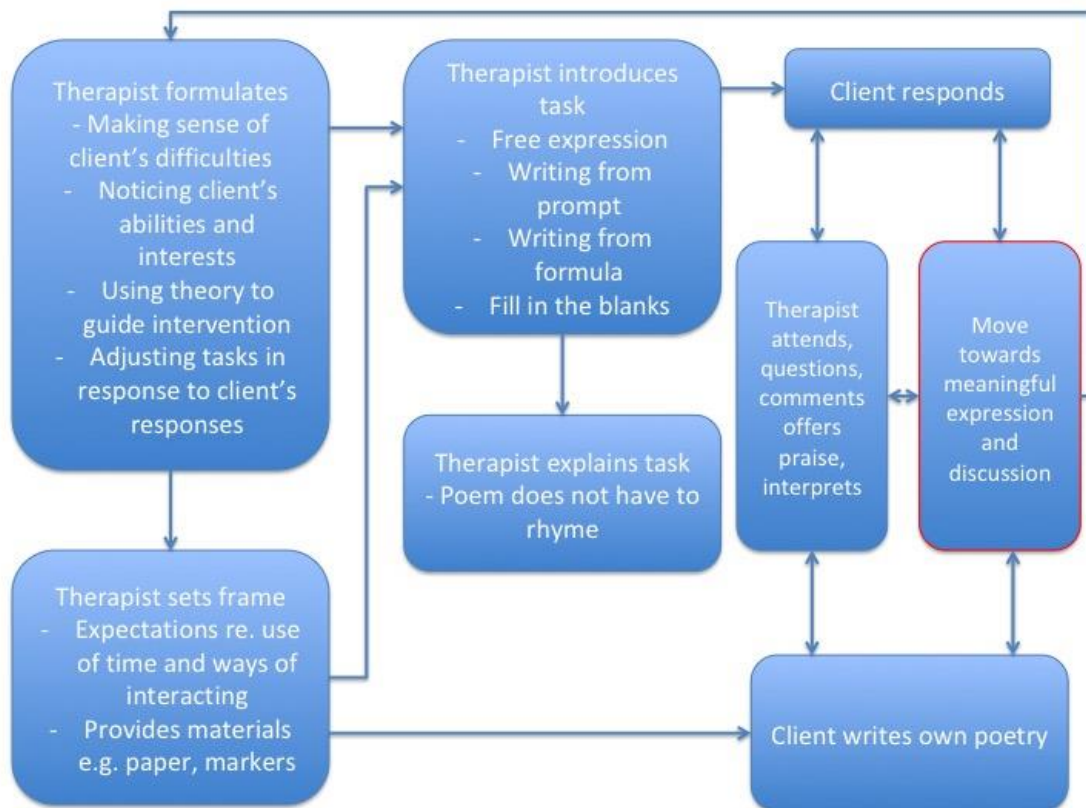 Therapist formulates
- Making sense of
client's difficulties
- Noticing client's
abilities and
interests
- Using theory to
guide intervention
- Adjusting tasks in
response to client's
responses
Therapist sets frame
- Expectations re. use
of time and ways of
interacting
- Provides materials
e.g. paper, markers
Therapist introduces
task
- Free expression
- Writing from
prompt
- Writing from
formula
- Fill in the blanks
Therapist explains task
- Poem does not have to
rhyme
Client responds
Therapist
attends,
questions,
comments
offers
praise,
interprets
Move
towards
meaningful
expression
and
discussion
Client writes own poetry